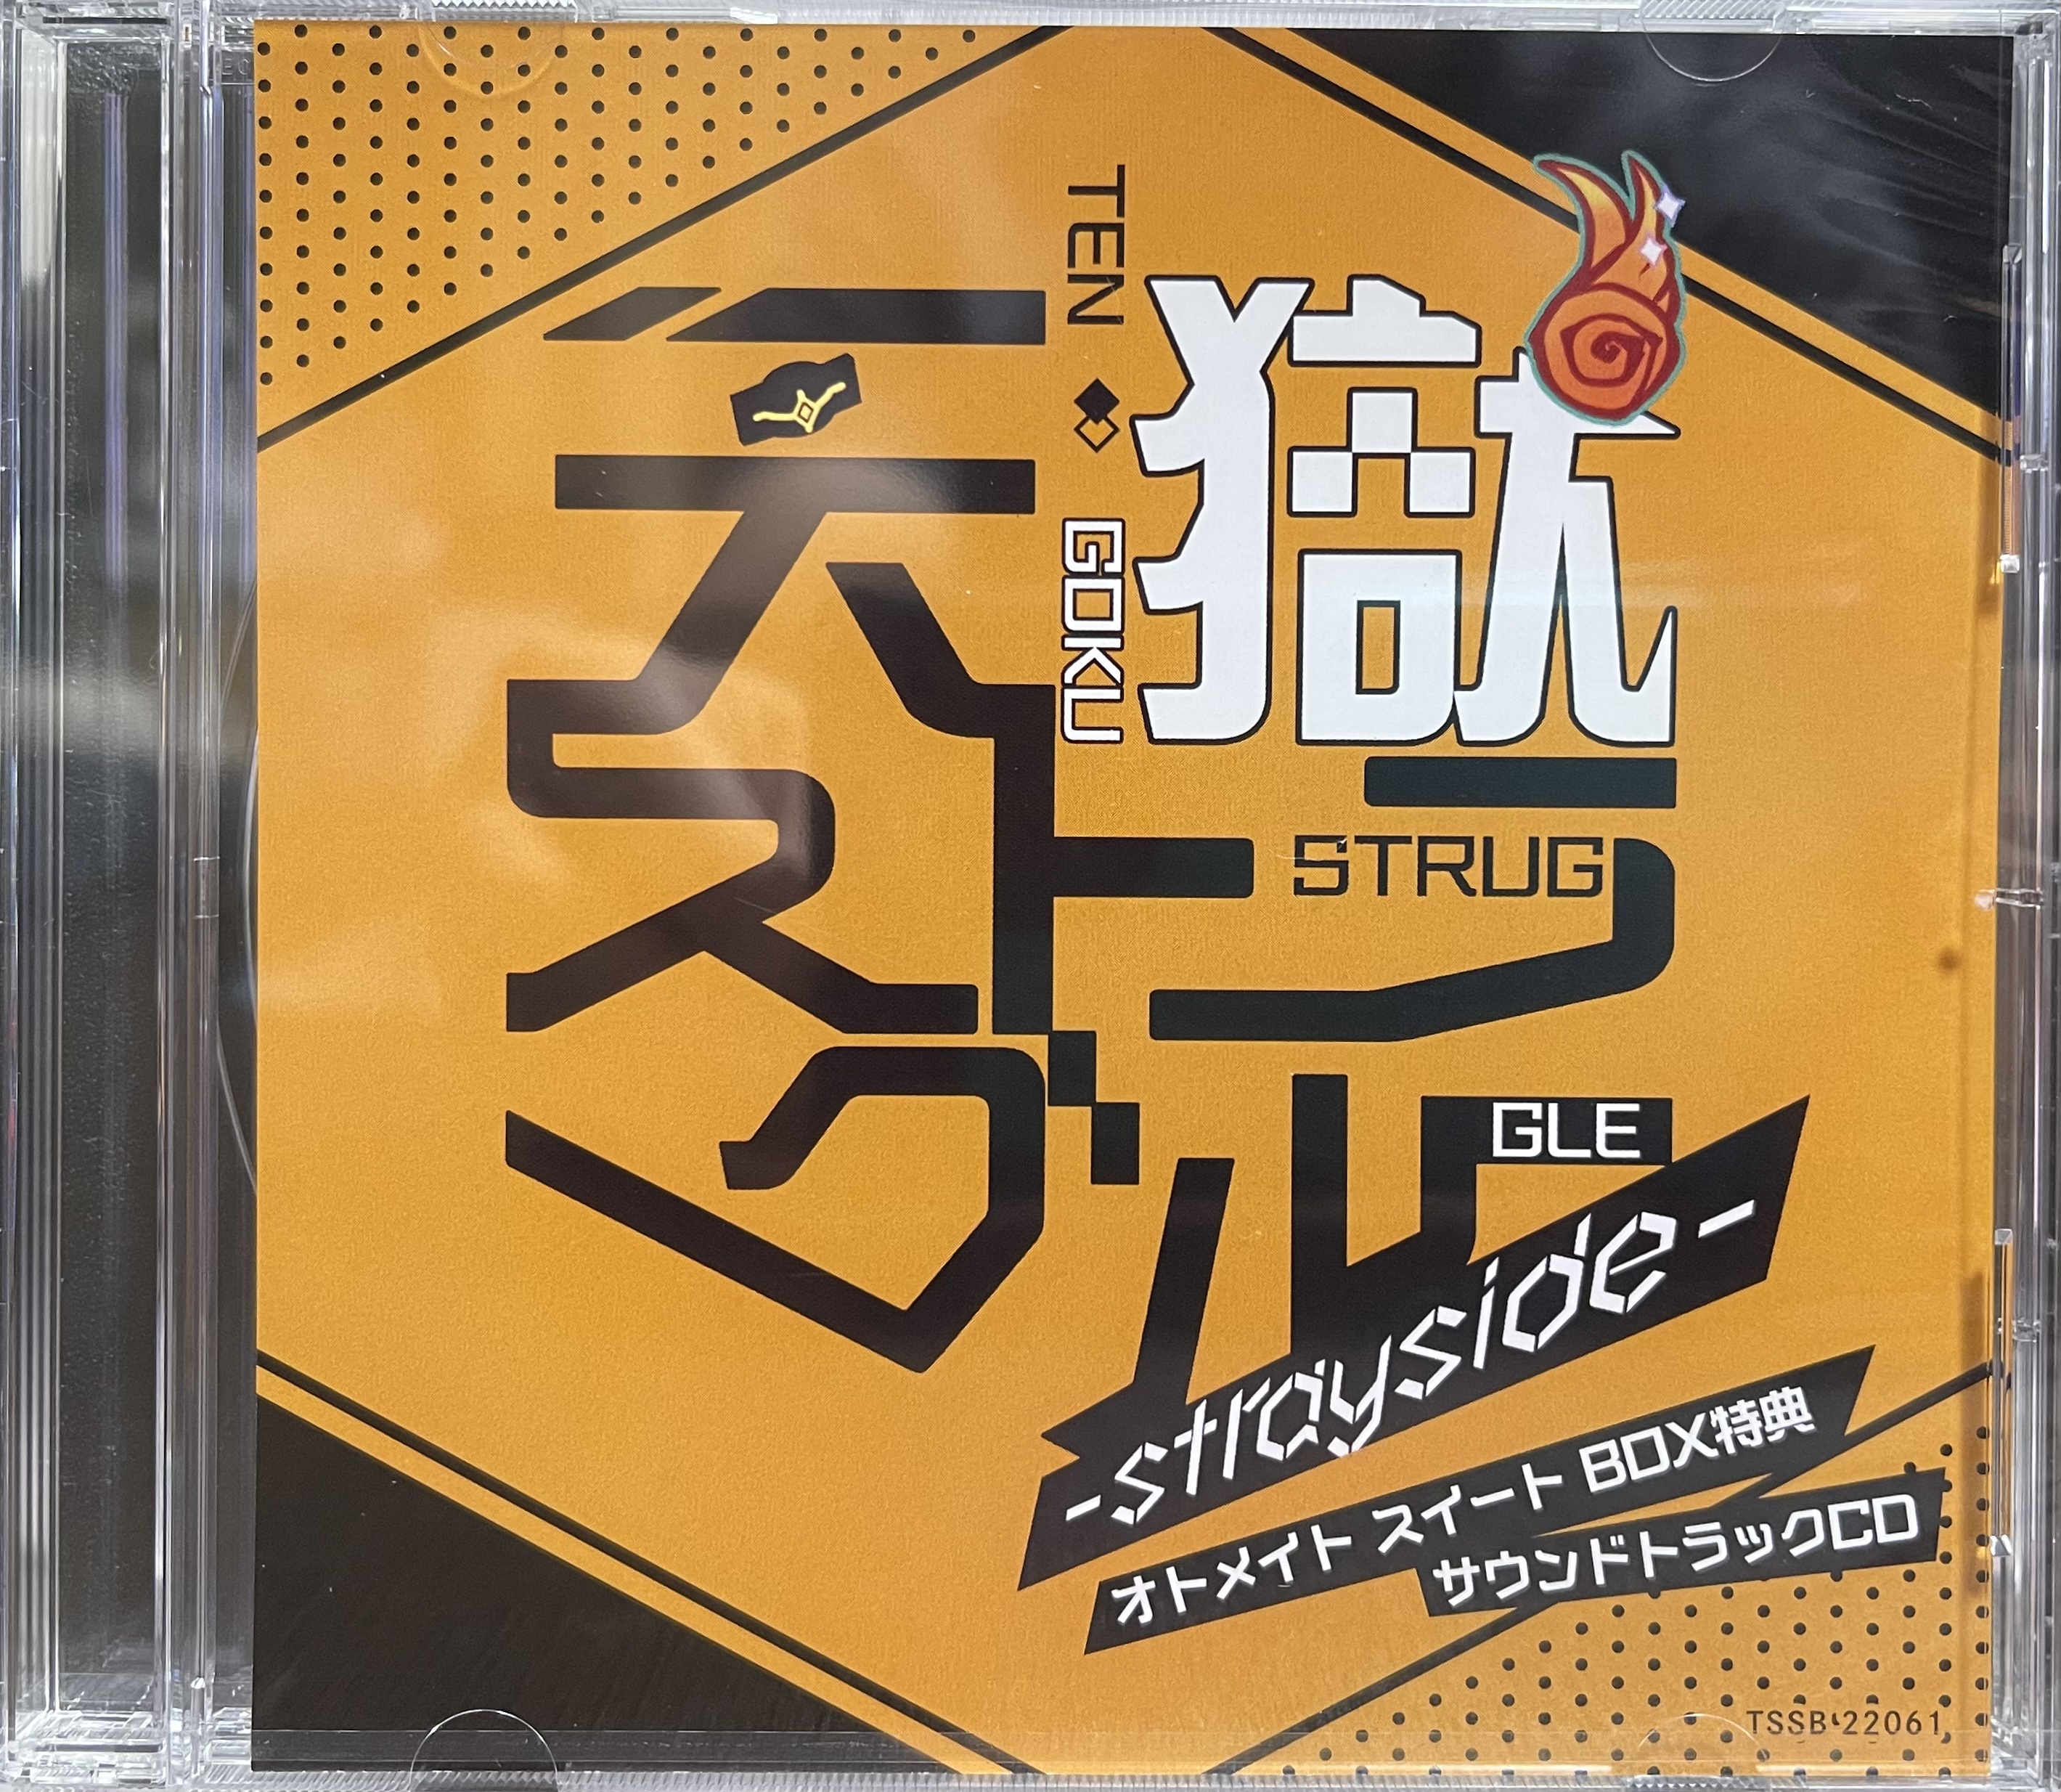 天獄
TEN
GOKU
ストラグル
STRUG
GLE
-strayside-
オトメイト スイート BOX特典
サウンドトラックCD
TSSB-22061